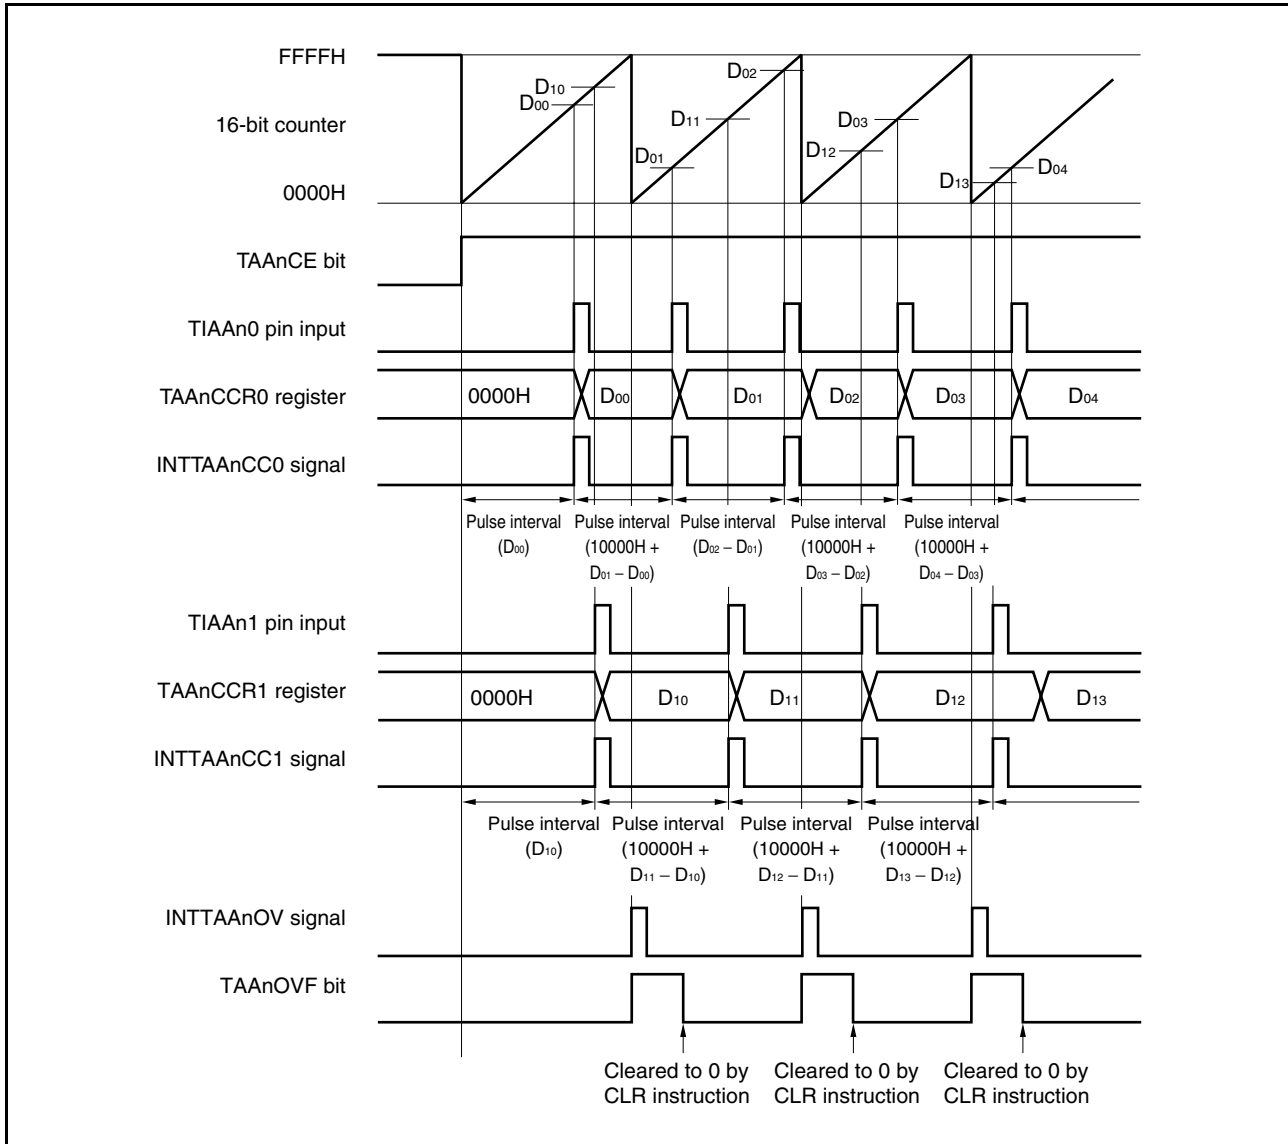 FFFFH
D10
D00
D02
D11
D03
16-bit counter
D12
D01
D04
D13
0000H
TAAnCE bit
TIAAn0 pin input
TAAnCCR0 register
0000H D00 D01 D02 D03 D04
INTTAAnCC0 signal
Pulse interval
(D00)
Pulse interval
(10000H +
D01 – D00)
Pulse interval
(D02 – D01)
Pulse interval
(10000H +
D03 – D02)
Pulse interval
(10000H +
D04 – D03)
TIAAn1 pin input
TAAnCCR1 register
0000H D10 D11 D12 D13
INTTAAnCC1 signal
Pulse interval
(D10)
Pulse interval
(10000H +
D11 – D10)
Pulse interval
(10000H +
D12 – D11)
Pulse interval
(10000H +
D13 – D12)
INTTAAnOV signal
TAAnOVF bit
Cleared to 0 by
CLR instruction
Cleared to 0 by
CLR instruction
Cleared to 0 by
CLR instruction